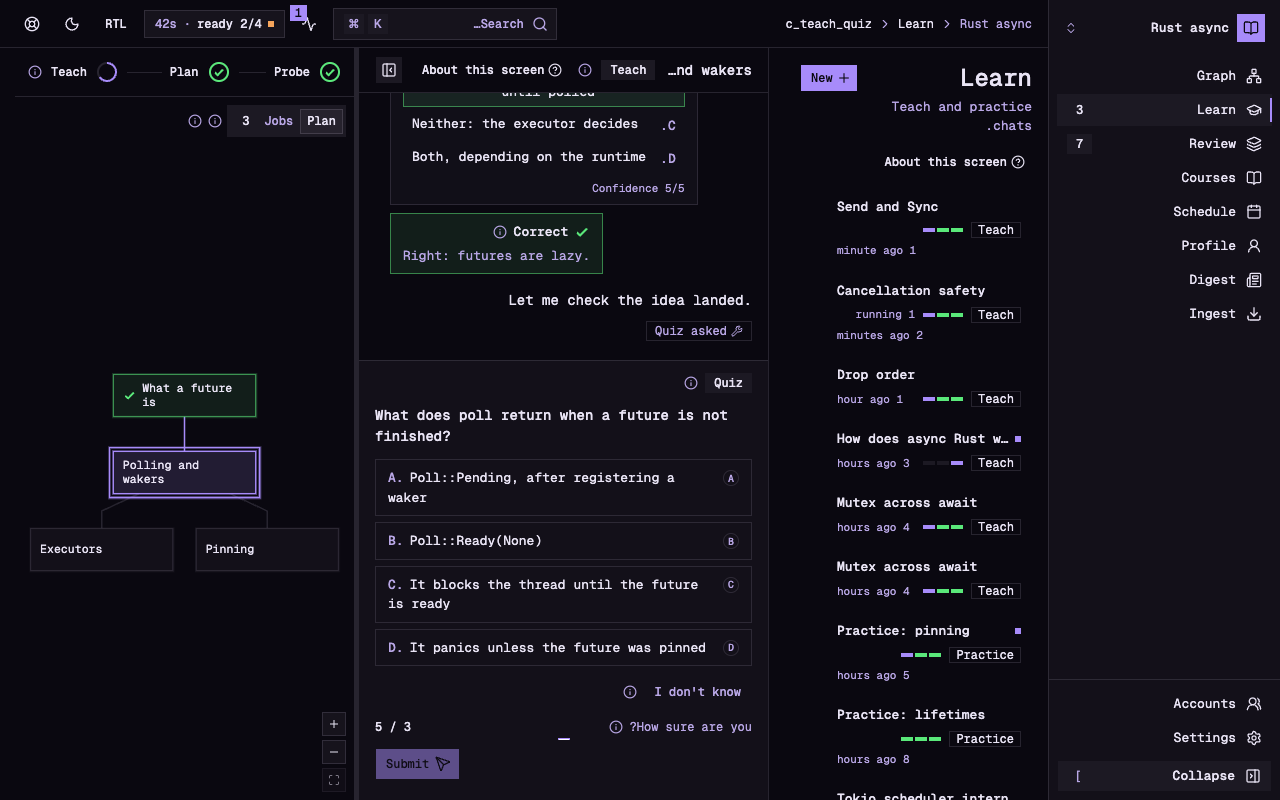 Rust async
Graph
Learn
3
Review
7
Courses
Schedule
Profile
Digest
Ingest
Accounts
Settings
Collapse
[
RTL
42s · ready 2/4
1
⌘ K
Search…
c_teach_quiz
Learn
Rust async
Learn
New
Teach and practice
chats.
About this screen
Send and Sync
Teach
minute ago 1
Cancellation safety
Teach
running 1
minutes ago 2
Drop order
Teach
hour ago 1
How does async Rust w…
Teach
hours ago 3
Mutex across await
Teach
hours ago 4
Mutex across await
Teach
hours ago 4
Practice: pinning
Practice
hours ago 5
Practice: lifetimes
Practice
hours ago 8
Tokio scheduler intern
…nd wakers
Teach
About this screen
until polled
C. Neither: the executor decides
D. Both, depending on the runtime
Confidence 5/5
Correct
Right: futures are lazy.
Let me check the idea landed.
Quiz asked
Quiz
What does poll return when a future is not
finished?
A. Poll::Pending, after registering a
waker
A
B. Poll::Ready(None)
B
C. It blocks the thread until the future
is ready
C
D. It panics unless the future was pinned
D
I don't know
How sure are you?
5 / 3
Submit
Probe
Plan
Teach
Plan
Jobs
3
What a future
is
Polling and
wakers
Executors
Pinning